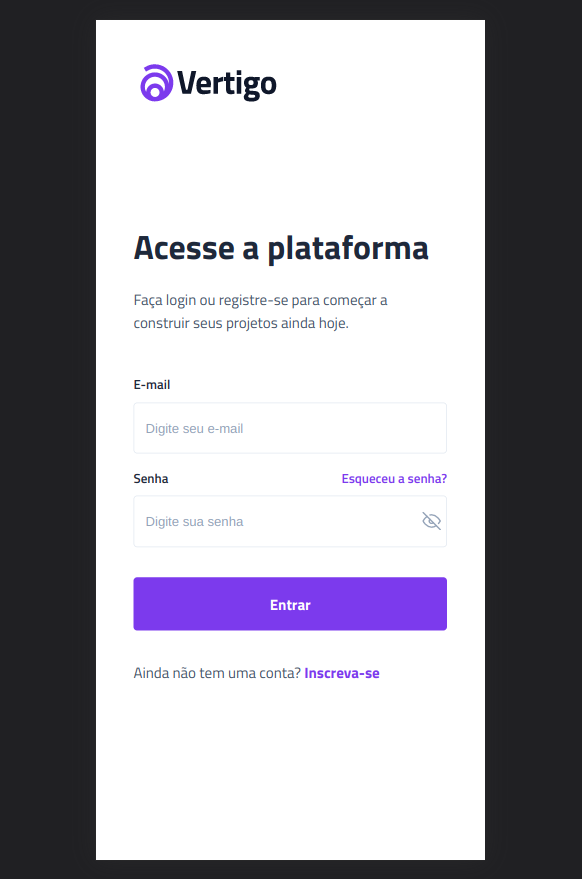 Vertigo
Acesse a plataforma
Faça login ou registre-se para começar a
construir seus projetos ainda hoje.
E-mail
Digite seu e-mail
Senha Esqueceu a senha?
Digite sua senha
Entrar
Ainda não tem uma conta? Inscreva-se